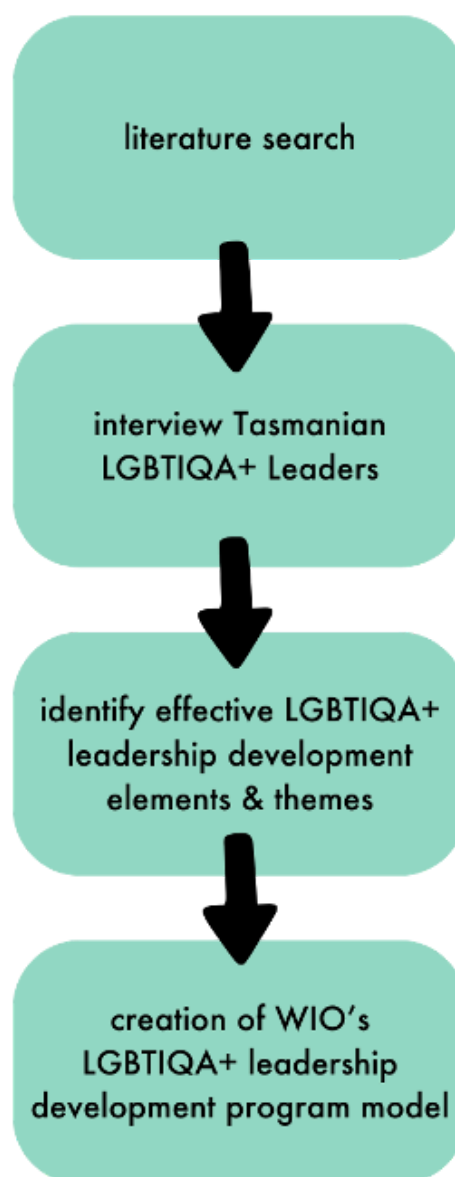 literature search
interview Tasmanian
LGBTIQA+ Leaders
identify effective LGBTIQA+
leadership development
elements & themes
creation of WIO's
LGBTIQA+ leadership
development program model